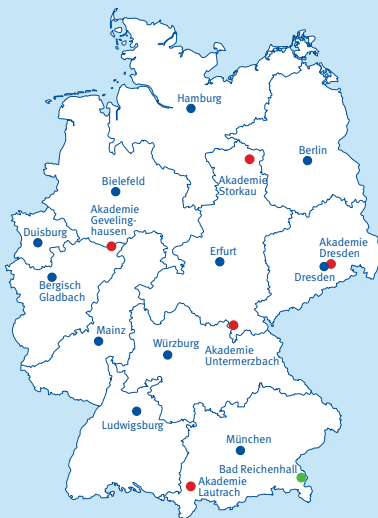 Hamburg
Berlin
Akademie
Storkau
Bielefeld
Akademie
Geveling-
hausen
Duisburg
Erfurt
Akademie
Dresden
Dresden
Bergisch
Gladbach
Mainz
Würzburg
Akademie
Untermerzbach
Ludwigsburg
München
Bad Reichenhall
Akademie
Lautrach